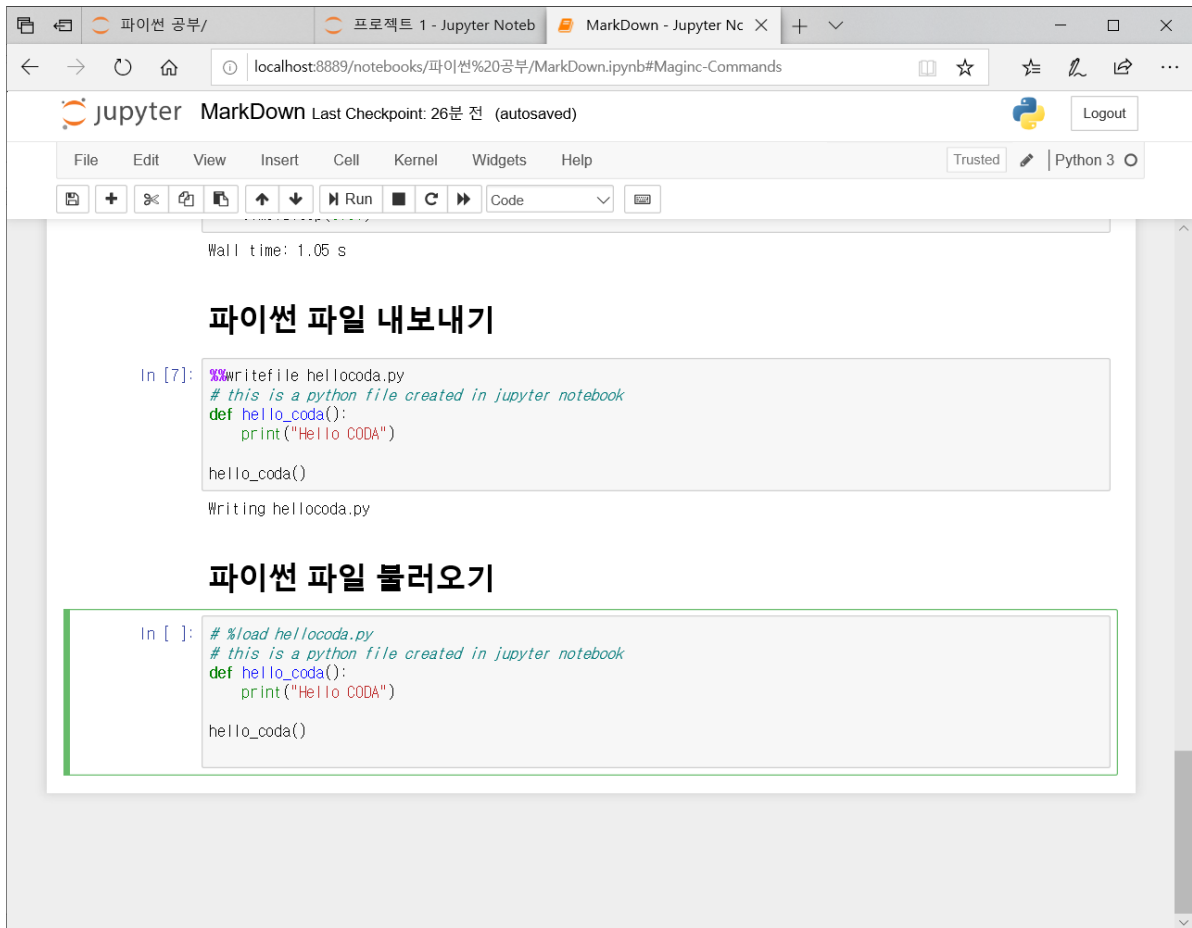 파이썬 공부/
프로젝트 1 - Jupyter Noteb
MarkDown - Jupyter Nc
localhost:8889/notebooks/파이썬%20공부/MarkDown.ipynb#Maginc-Commands
jupyter MarkDown Last Checkpoint: 26분 전 (autosaved)
Logout
File Edit View Insert Cell Kernel Widgets Help
Trusted
Python 3
Run
Code
Wall time: 1.05 s
파이썬 파일 내보내기
In [7]: %%writefile hellocoda.py
# this is a python file created in jupyter notebook
def hello_coda():
    print("Hello CODA")
hello_coda()
Writing hellocoda.py
파이썬 파일 불러오기
In [ ]: # %load hellocoda.py
# this is a python file created in jupyter notebook
def hello_coda():
    print("Hello CODA")
hello_coda()